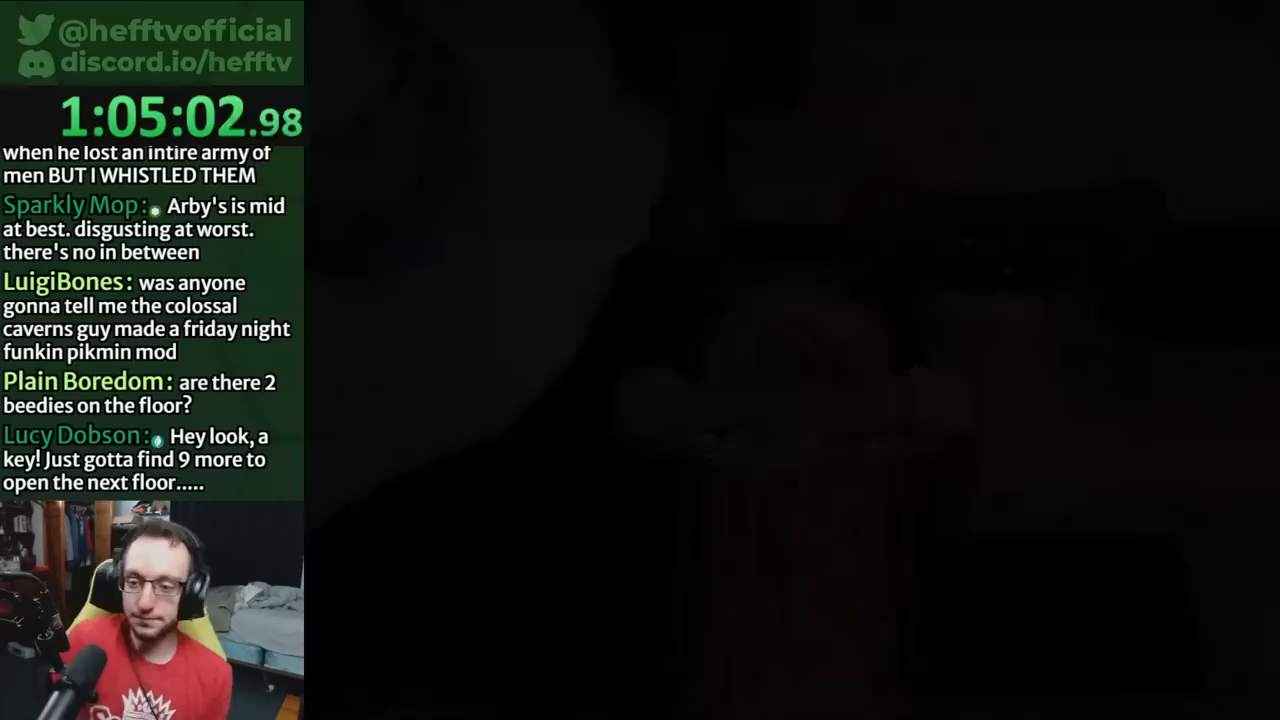 @hefftvofficial
discord.io/hefftv
1:05:02.98
when he lost an intire army of
men BUT I WHISTLED THEM
Sparkly Mop: Arby's is mid
at best. disgusting at worst.
there's no in between
LuigiBones: was anyone
gonna tell me the colossal
caverns guy made a friday night
funkin pikmin mod
Plain Boredom: are there 2
beedies on the floor?
Lucy Dobson: Hey look, a
key! Just gotta find 9 more to
open the next floor.....